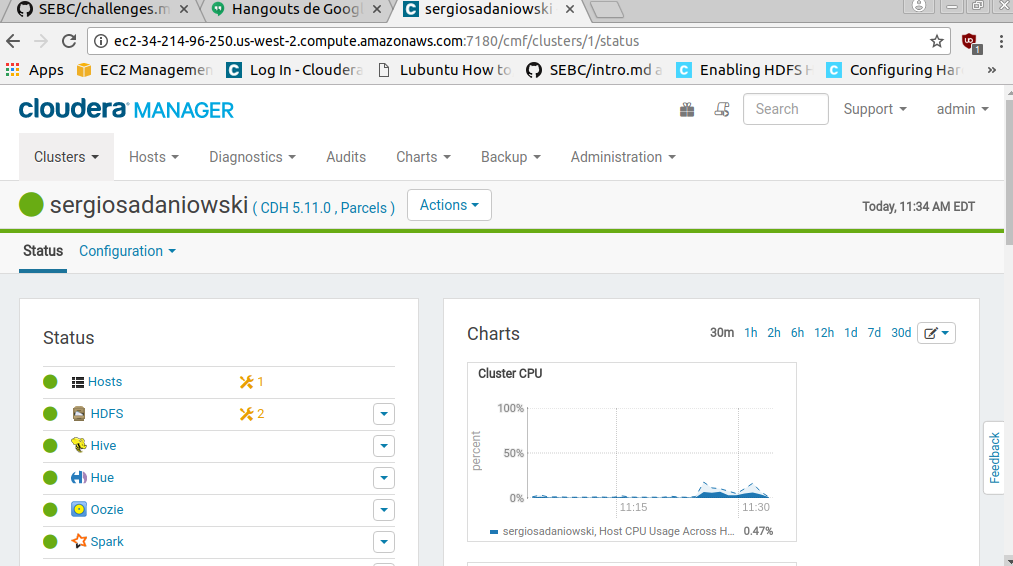 SEBC/challenges.m
Hangouts de Googl
sergiosadaniowski
ec2-34-214-96-250.us-west-2.compute.amazonaws.com:7180/cmf/clusters/1/status
1
Apps EC2 Managemen Log In - Cloudera Lubuntu How to SEBC/intro.md a Enabling HDFS H Configuring Har »
cloudera MANAGER
Search
Support
admin
Clusters Hosts Diagnostics Audits Charts Backup Administration
sergiosadaniowski ( CDH 5.11.0 , Parcels ) Actions Today, 11:34 AM EDT
Status Configuration
Status
Hosts 1
HDFS 2
Hive
Hue
Oozie
Spark
Charts
30m 1h 2h 6h 12h 1d 7d 30d
Cluster CPU
percent
100%
50%
0%
11:15 11:30
sergiosadaniowski, Host CPU Usage Across H... 0.47%
Feedback